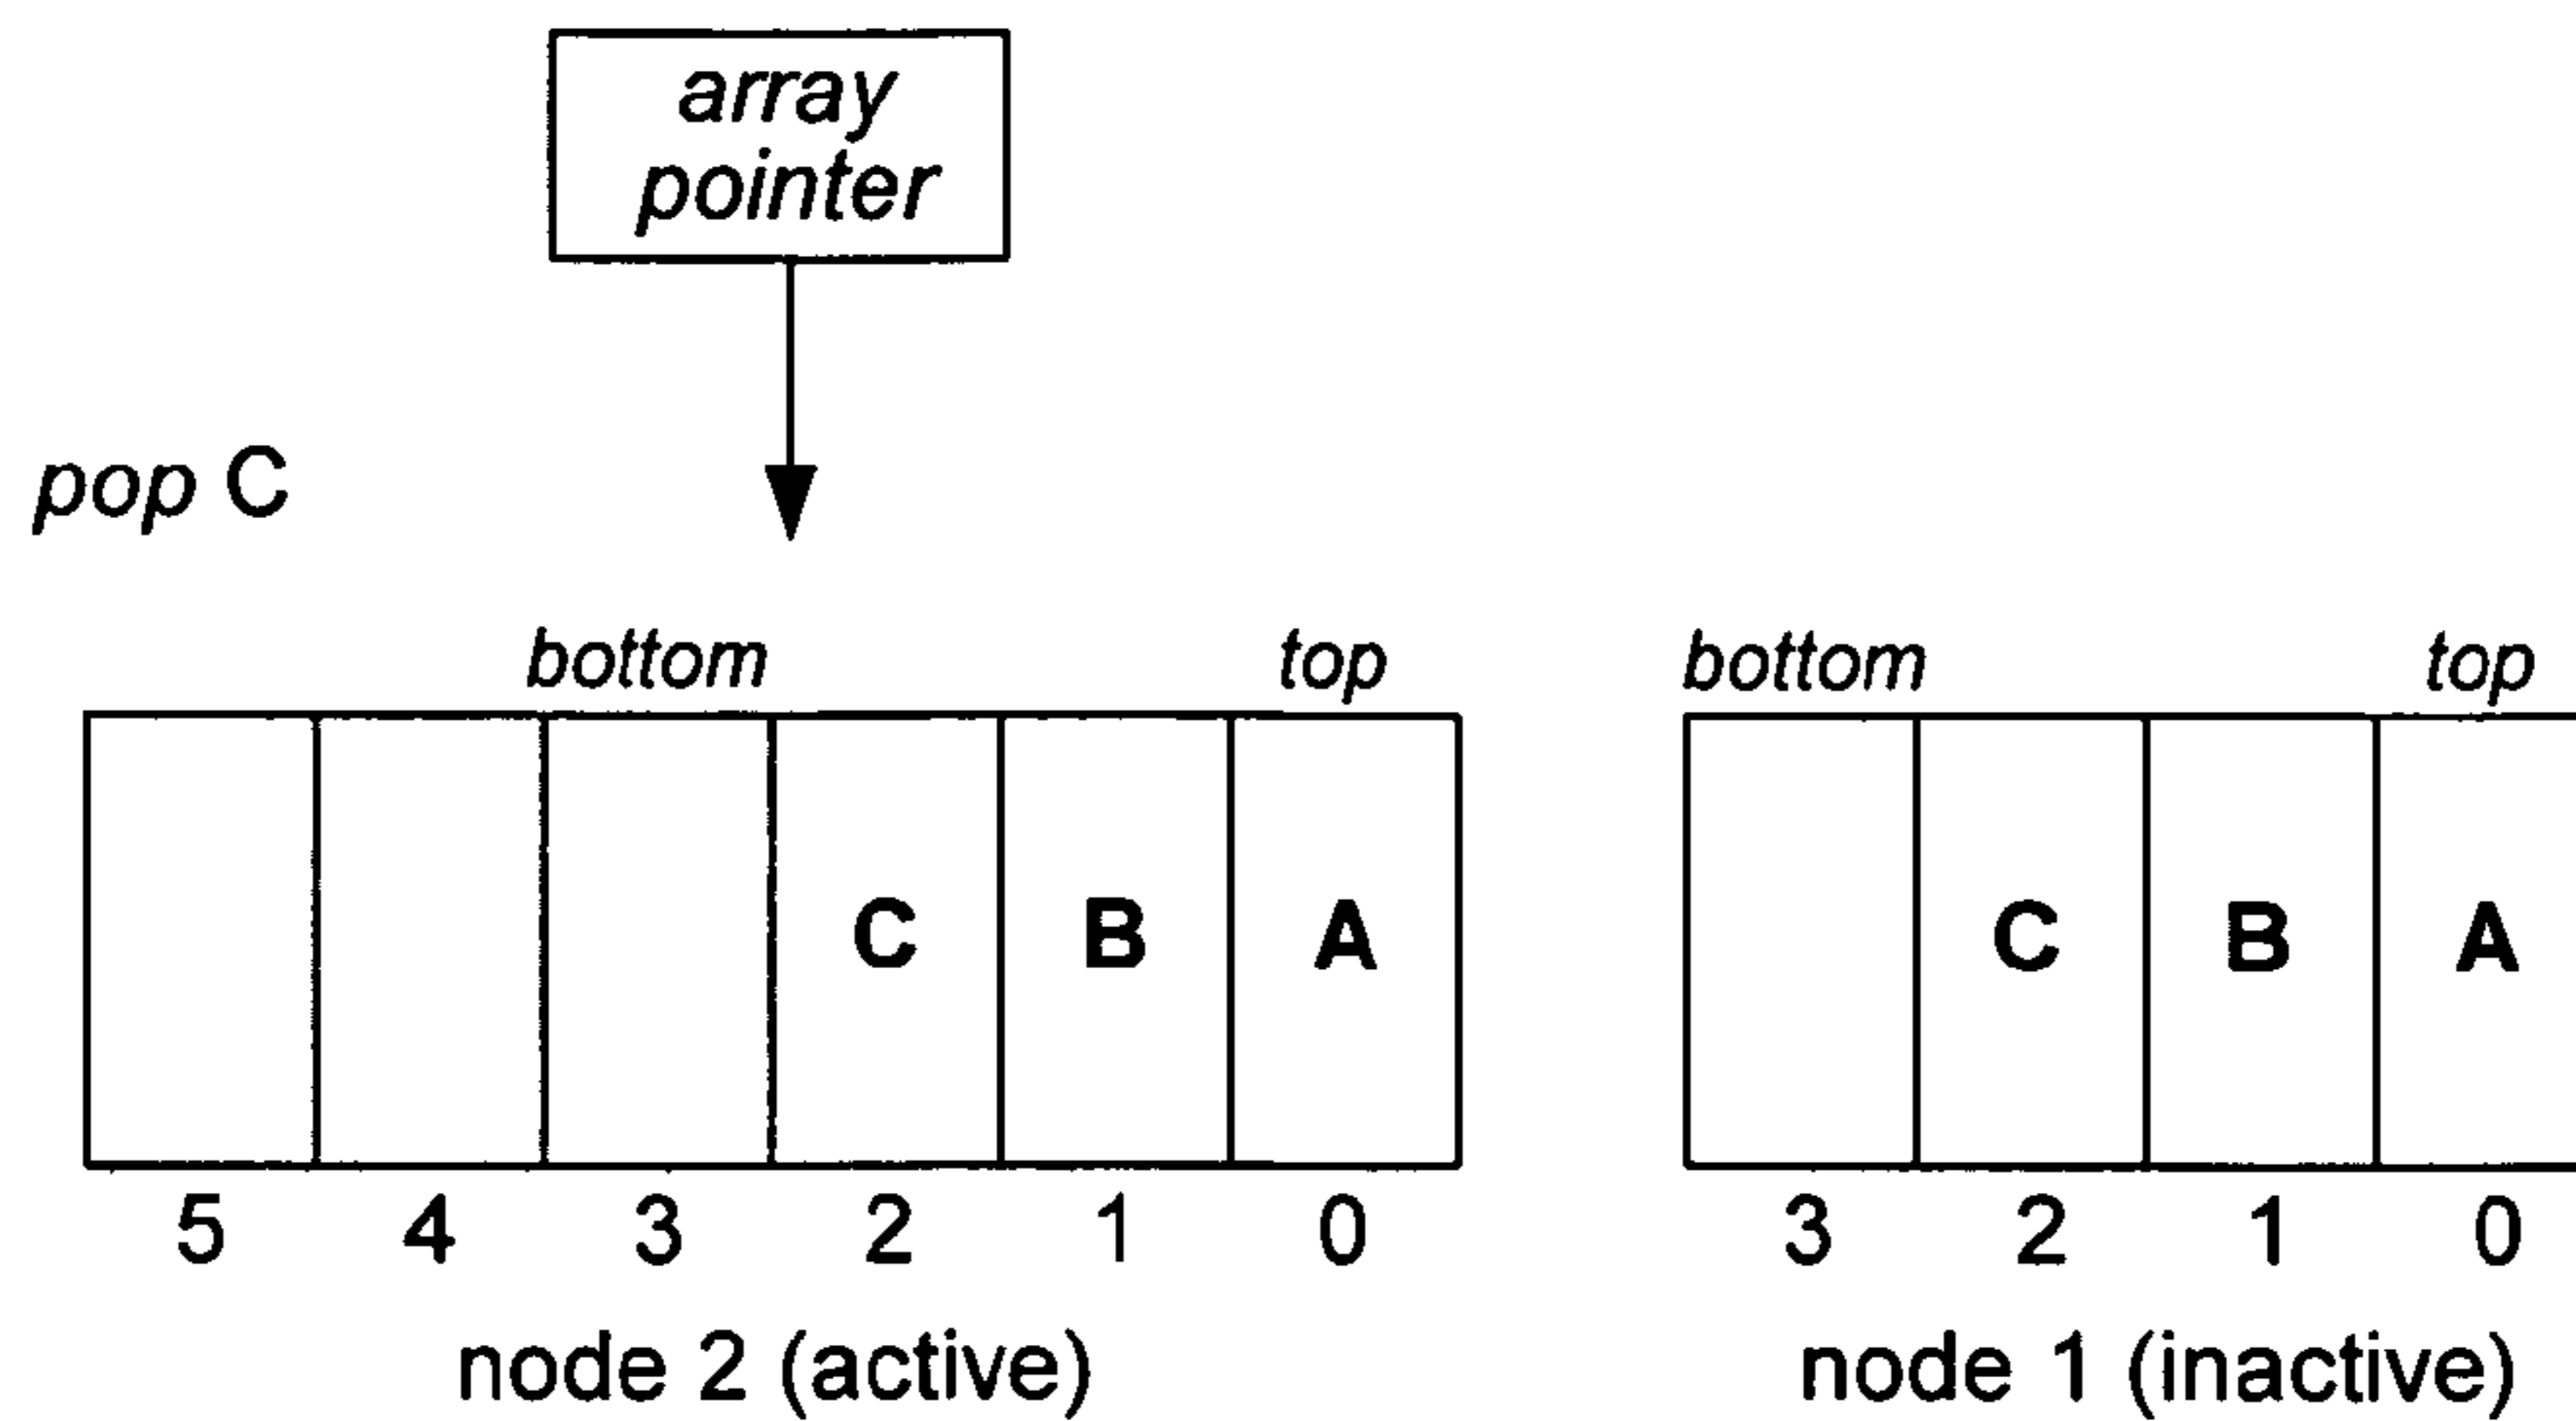 array
pointer
pop C
bottom top bottom top
C B A C B A
5 4 3 2 1 0 3 2 1 0
node 2 (active) node 1 (inactive)